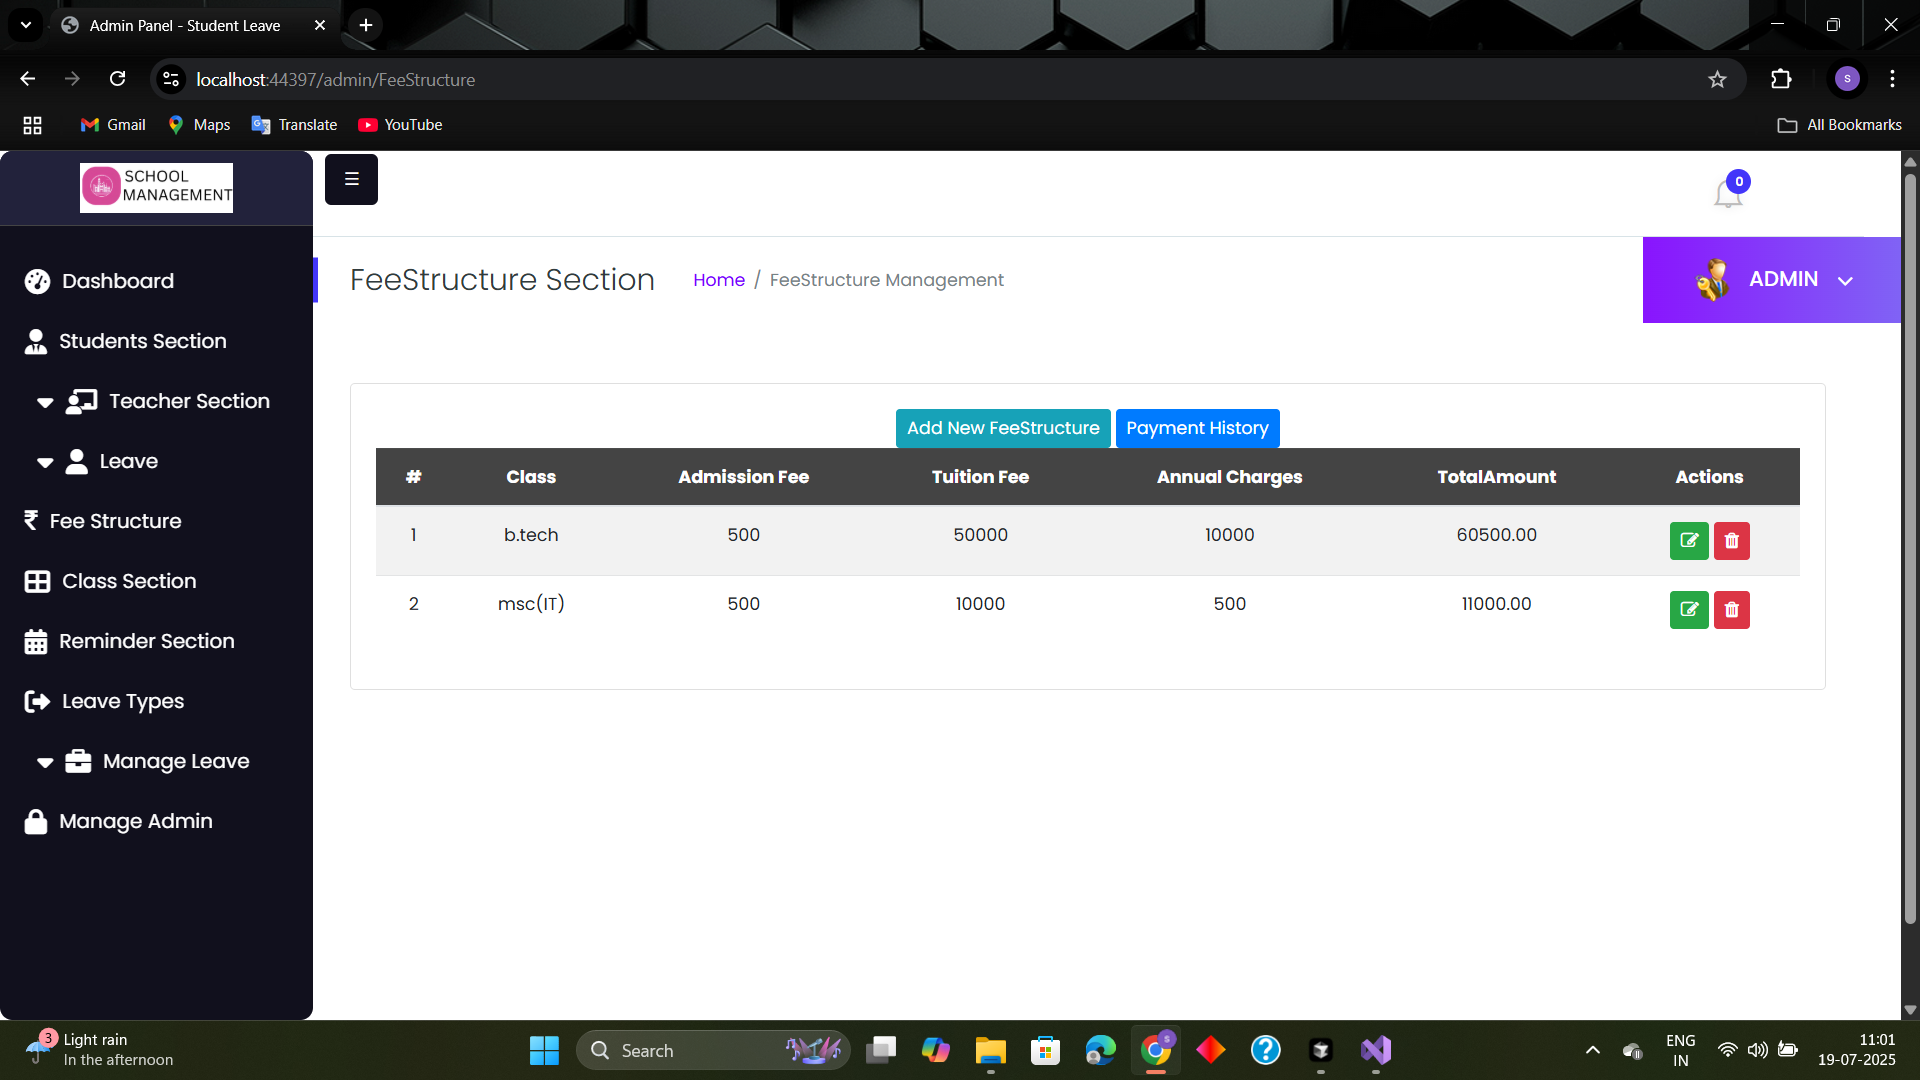 Admin Panel - Student Leave
localhost:44397/admin/FeeStructure
S
Gmail
Maps
Translate
YouTube
All Bookmarks
SCHOOL
MANAGEMENT
0
Dashboard
Students Section
Teacher Section
Leave
₹ Fee Structure
Class Section
Reminder Section
Leave Types
Manage Leave
Manage Admin
FeeStructure Section
Home / FeeStructure Management
ADMIN
Add New FeeStructure
Payment History
# Class Admission Fee Tuition Fee Annual Charges TotalAmount Actions
1 b.tech 500 50000 10000 60500.00
2 msc(IT) 500 10000 500 11000.00
3
Light rain
In the afternoon
Search
S
ENG
IN
11:01
19-07-2025